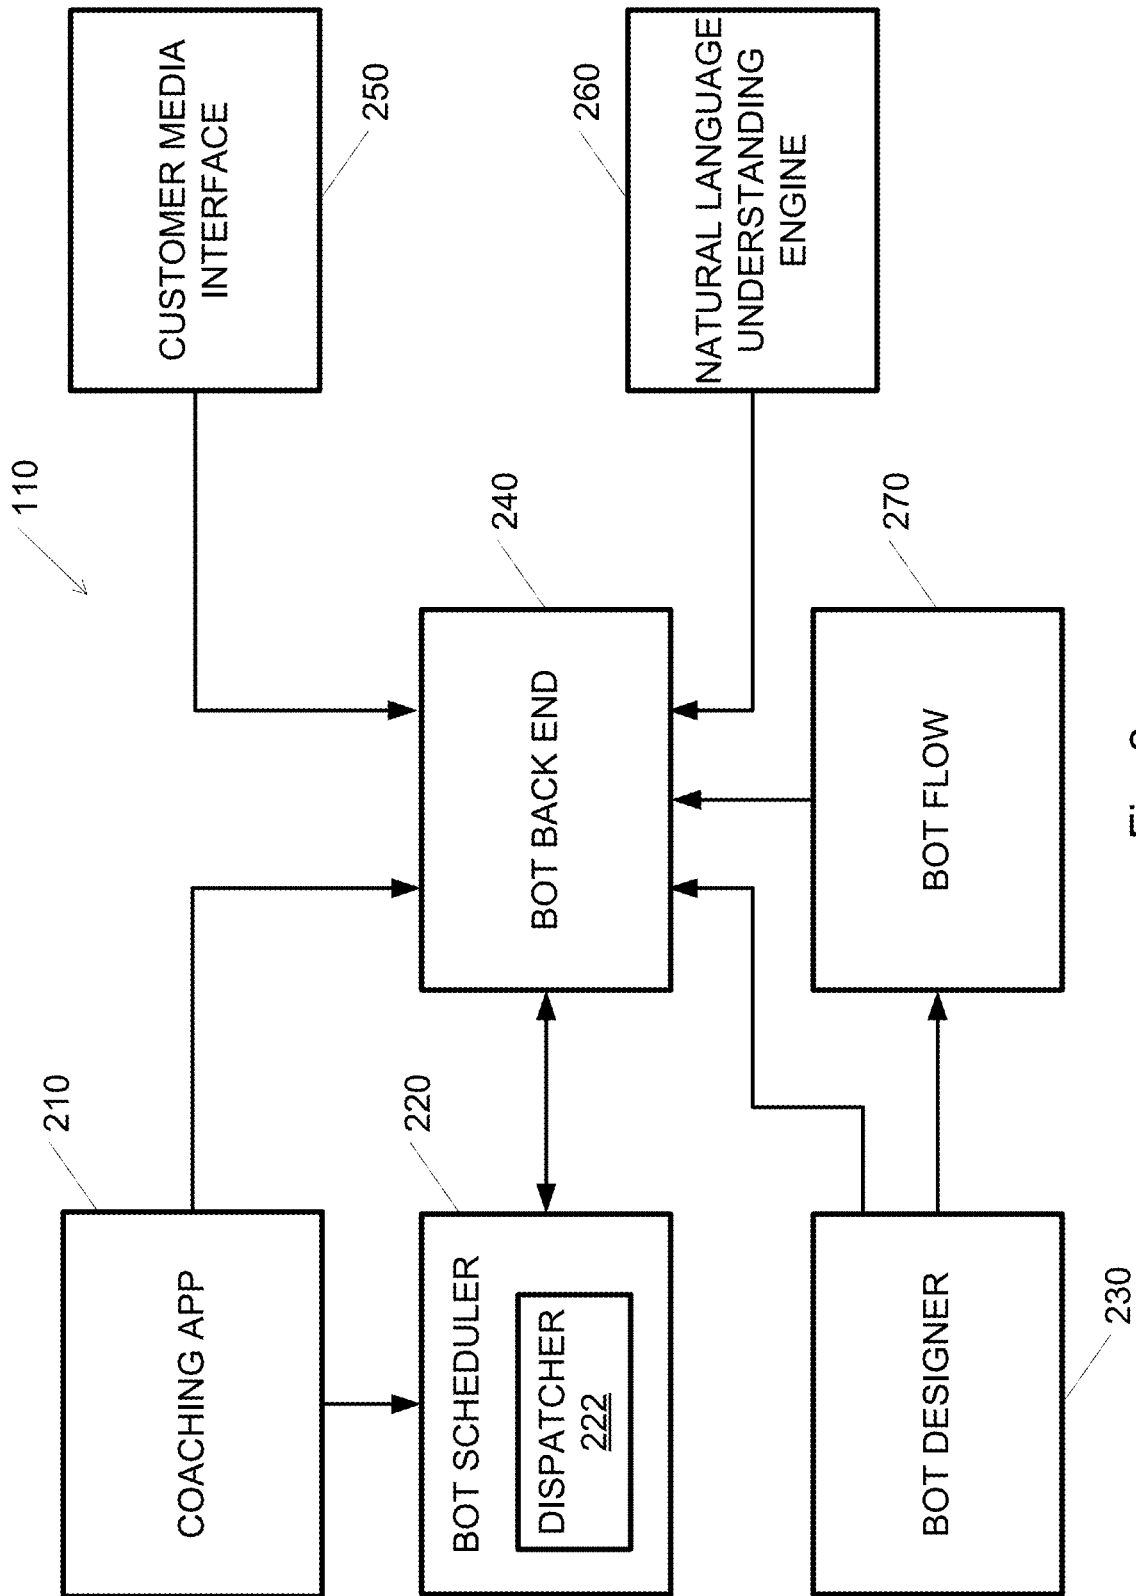 110
210
COACHING APP
CUSTOMER MEDIA
INTERFACE
250
220
BOT SCHEDULER
DISPATCHER
222
240
BOT BACK END
260
NATURAL LANGUAGE
UNDERSTANDING
ENGINE
BOT DESIGNER
230
270
BOT FLOW